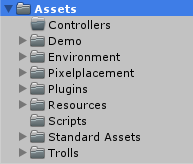 Assets
Controllers
Demo
Environment
Pixelplacement
Plugins
Resources
Scripts
Standard Assets
Trolls